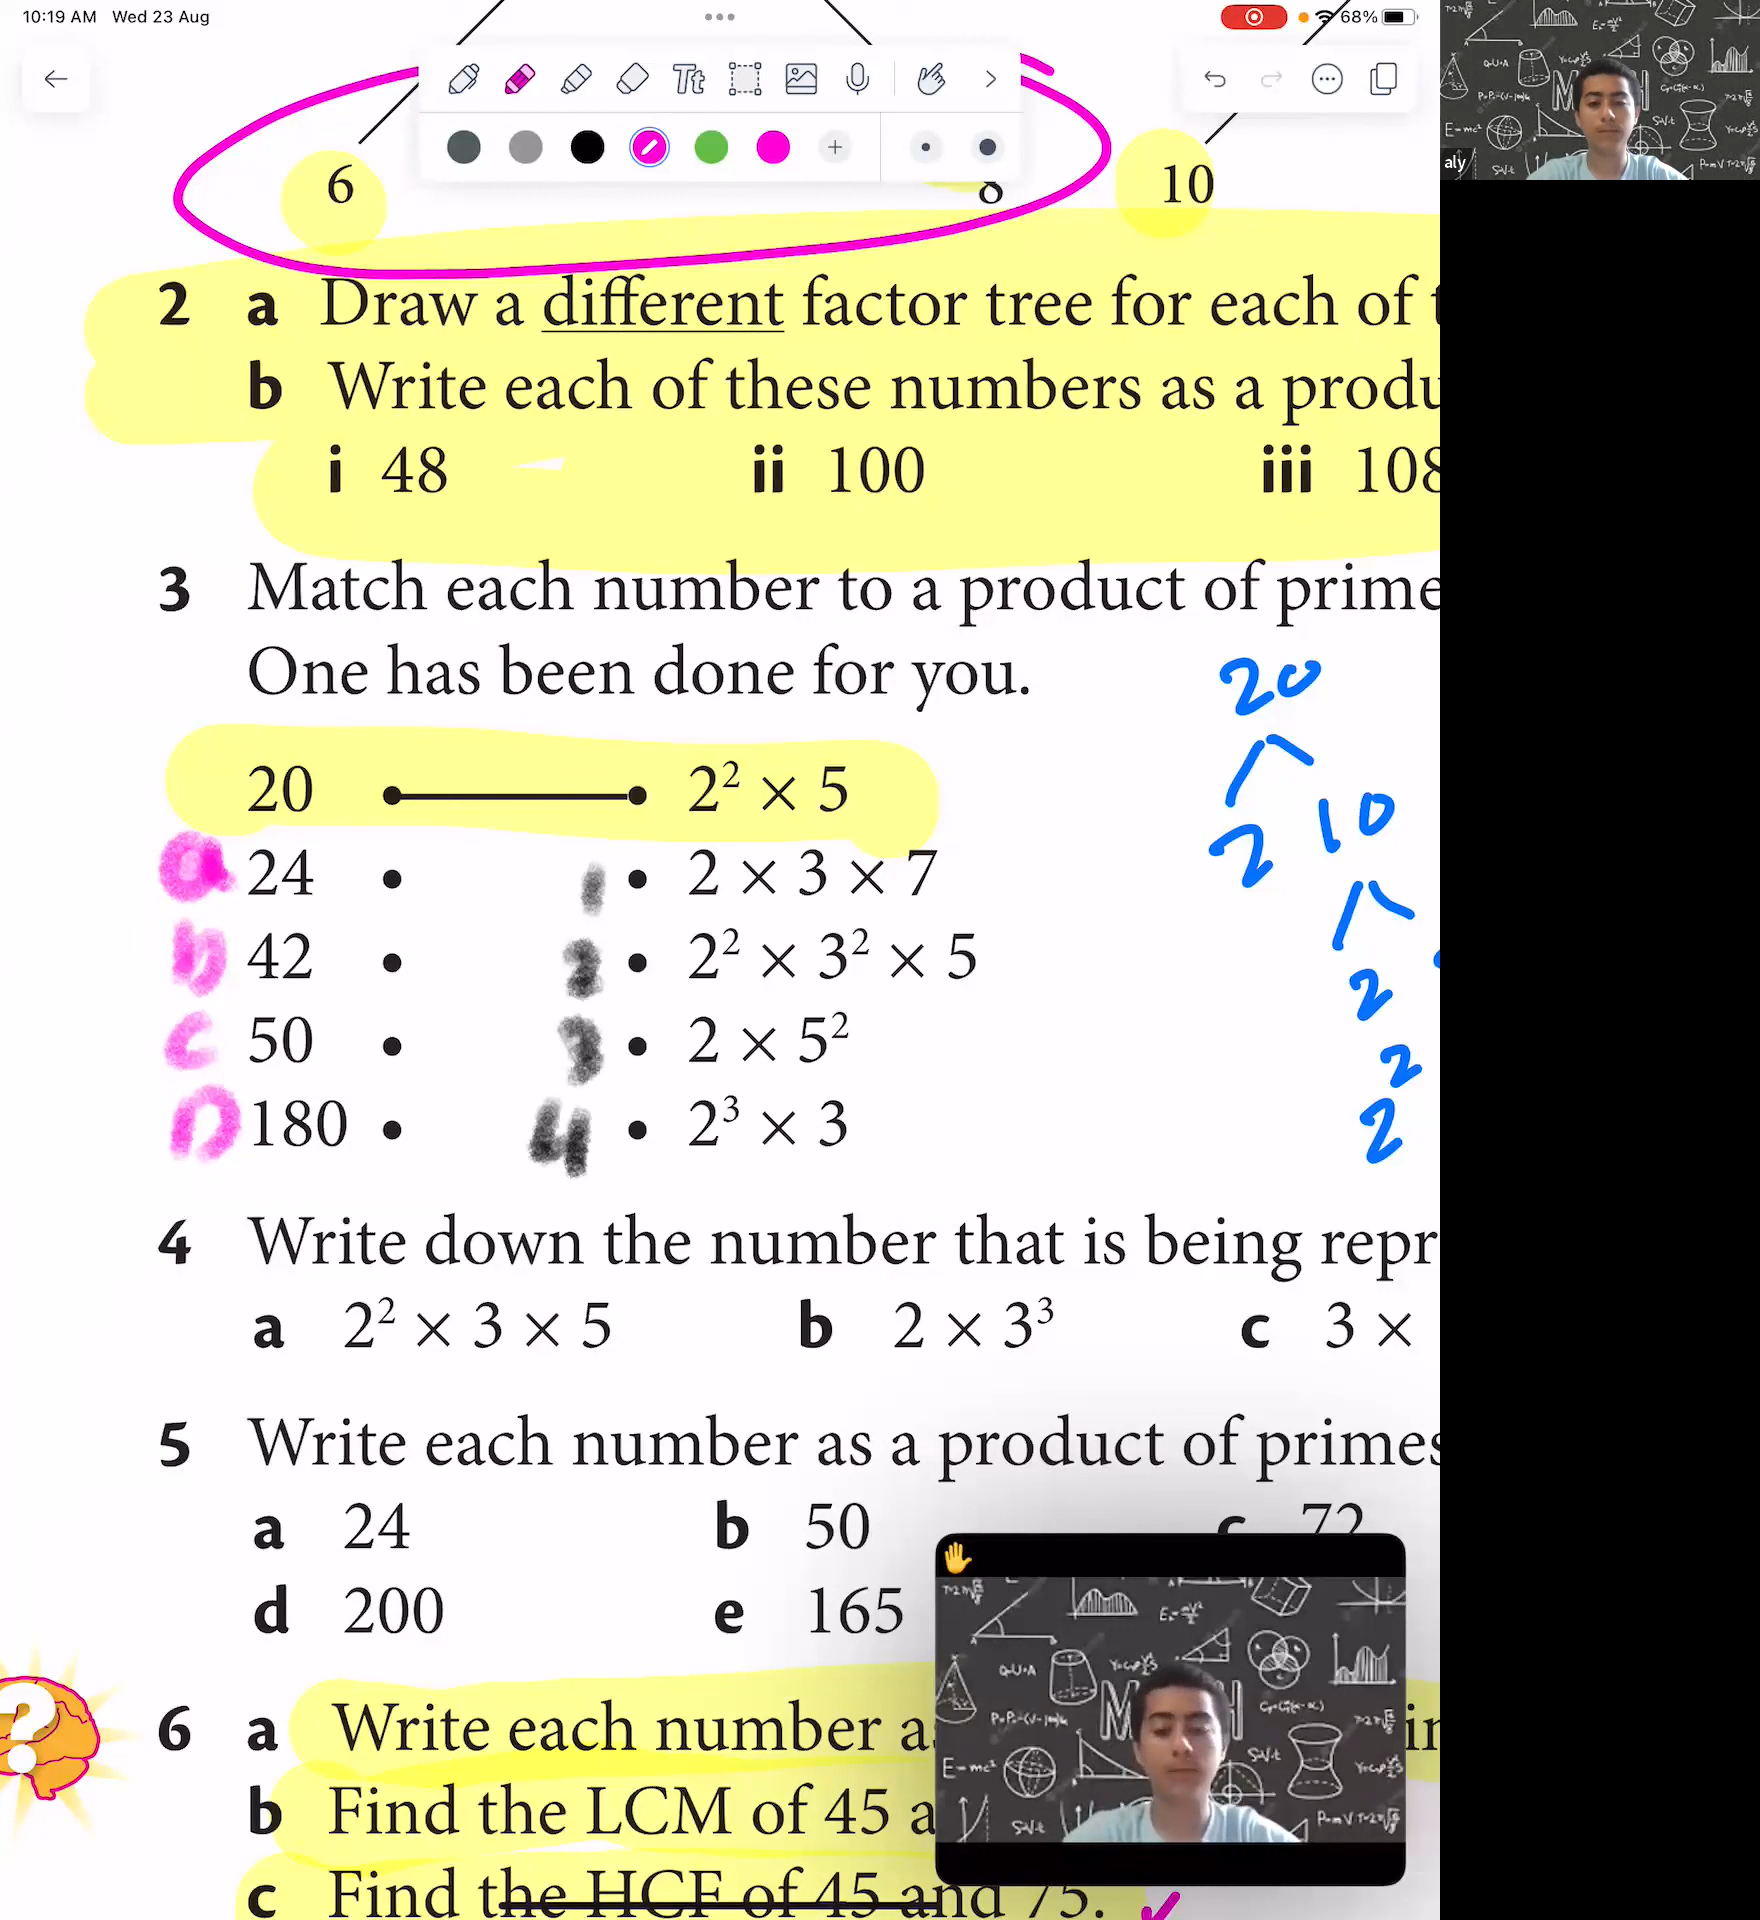 10:19 AM Wed 23 Aug
68%
Tt
aly
6
8
10
2 a Draw a different factor tree for each of t
b Write each of these numbers as a produ
i 48 ii 100 iii 108
3 Match each number to a product of prime
One has been done for you.
20
20 2² × 5
2 10
a 24 1 2 × 3 × 7
b 42 2 2² × 3² × 5
2
c 50 3 2 × 5²
2
D 180 4 2³ × 3
2
4 Write down the number that is being repr
a 2² × 3 × 5 b 2 × 3³ c 3 ×
5 Write each number as a product of primes
a 24 b 50 c 72
d 200 e 165
6 a Write each number a
b Find the LCM of 45 a
c Find the HCF of 45 and 75.
MATH
E=mc²